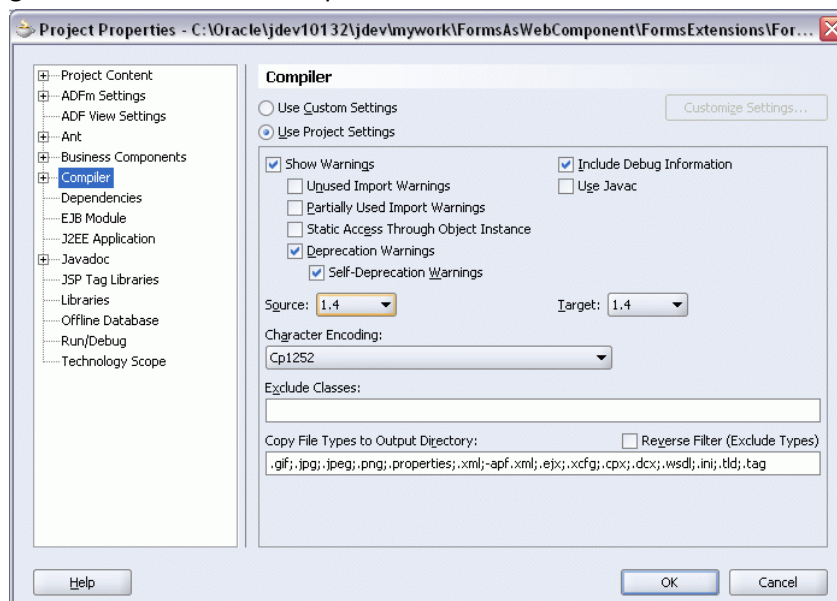 Project Properties - C:\Oracle\jdev10132\jdev\mywork\FormsAsWebComponent\FormsExtensions\For...
Project Content
ADFm Settings
ADF View Settings
Ant
Business Components
Compiler
Dependencies
EJB Module
J2EE Application
Javadoc
JSP Tag Libraries
Libraries
Offline Database
Run/Debug
Technology Scope
Compiler
Use Custom Settings
Customize Settings...
Use Project Settings
Show Warnings
Include Debug Information
Unused Import Warnings
Use Javac
Partially Used Import Warnings
Static Access Through Object Instance
Deprecation Warnings
Self-Deprecation Warnings
Source: 1.4
Target: 1.4
Character Encoding:
Cp1252
Exclude Classes:
Copy File Types to Output Directory:
Reverse Filter (Exclude Types)
.gif;.jpg;.jpeg;.png;.properties;.xml;-apf.xml;.ejx;.xcfg;.cpx;.dcx;.wsdl;.ini;.tld;.tag
Help
OK
Cancel